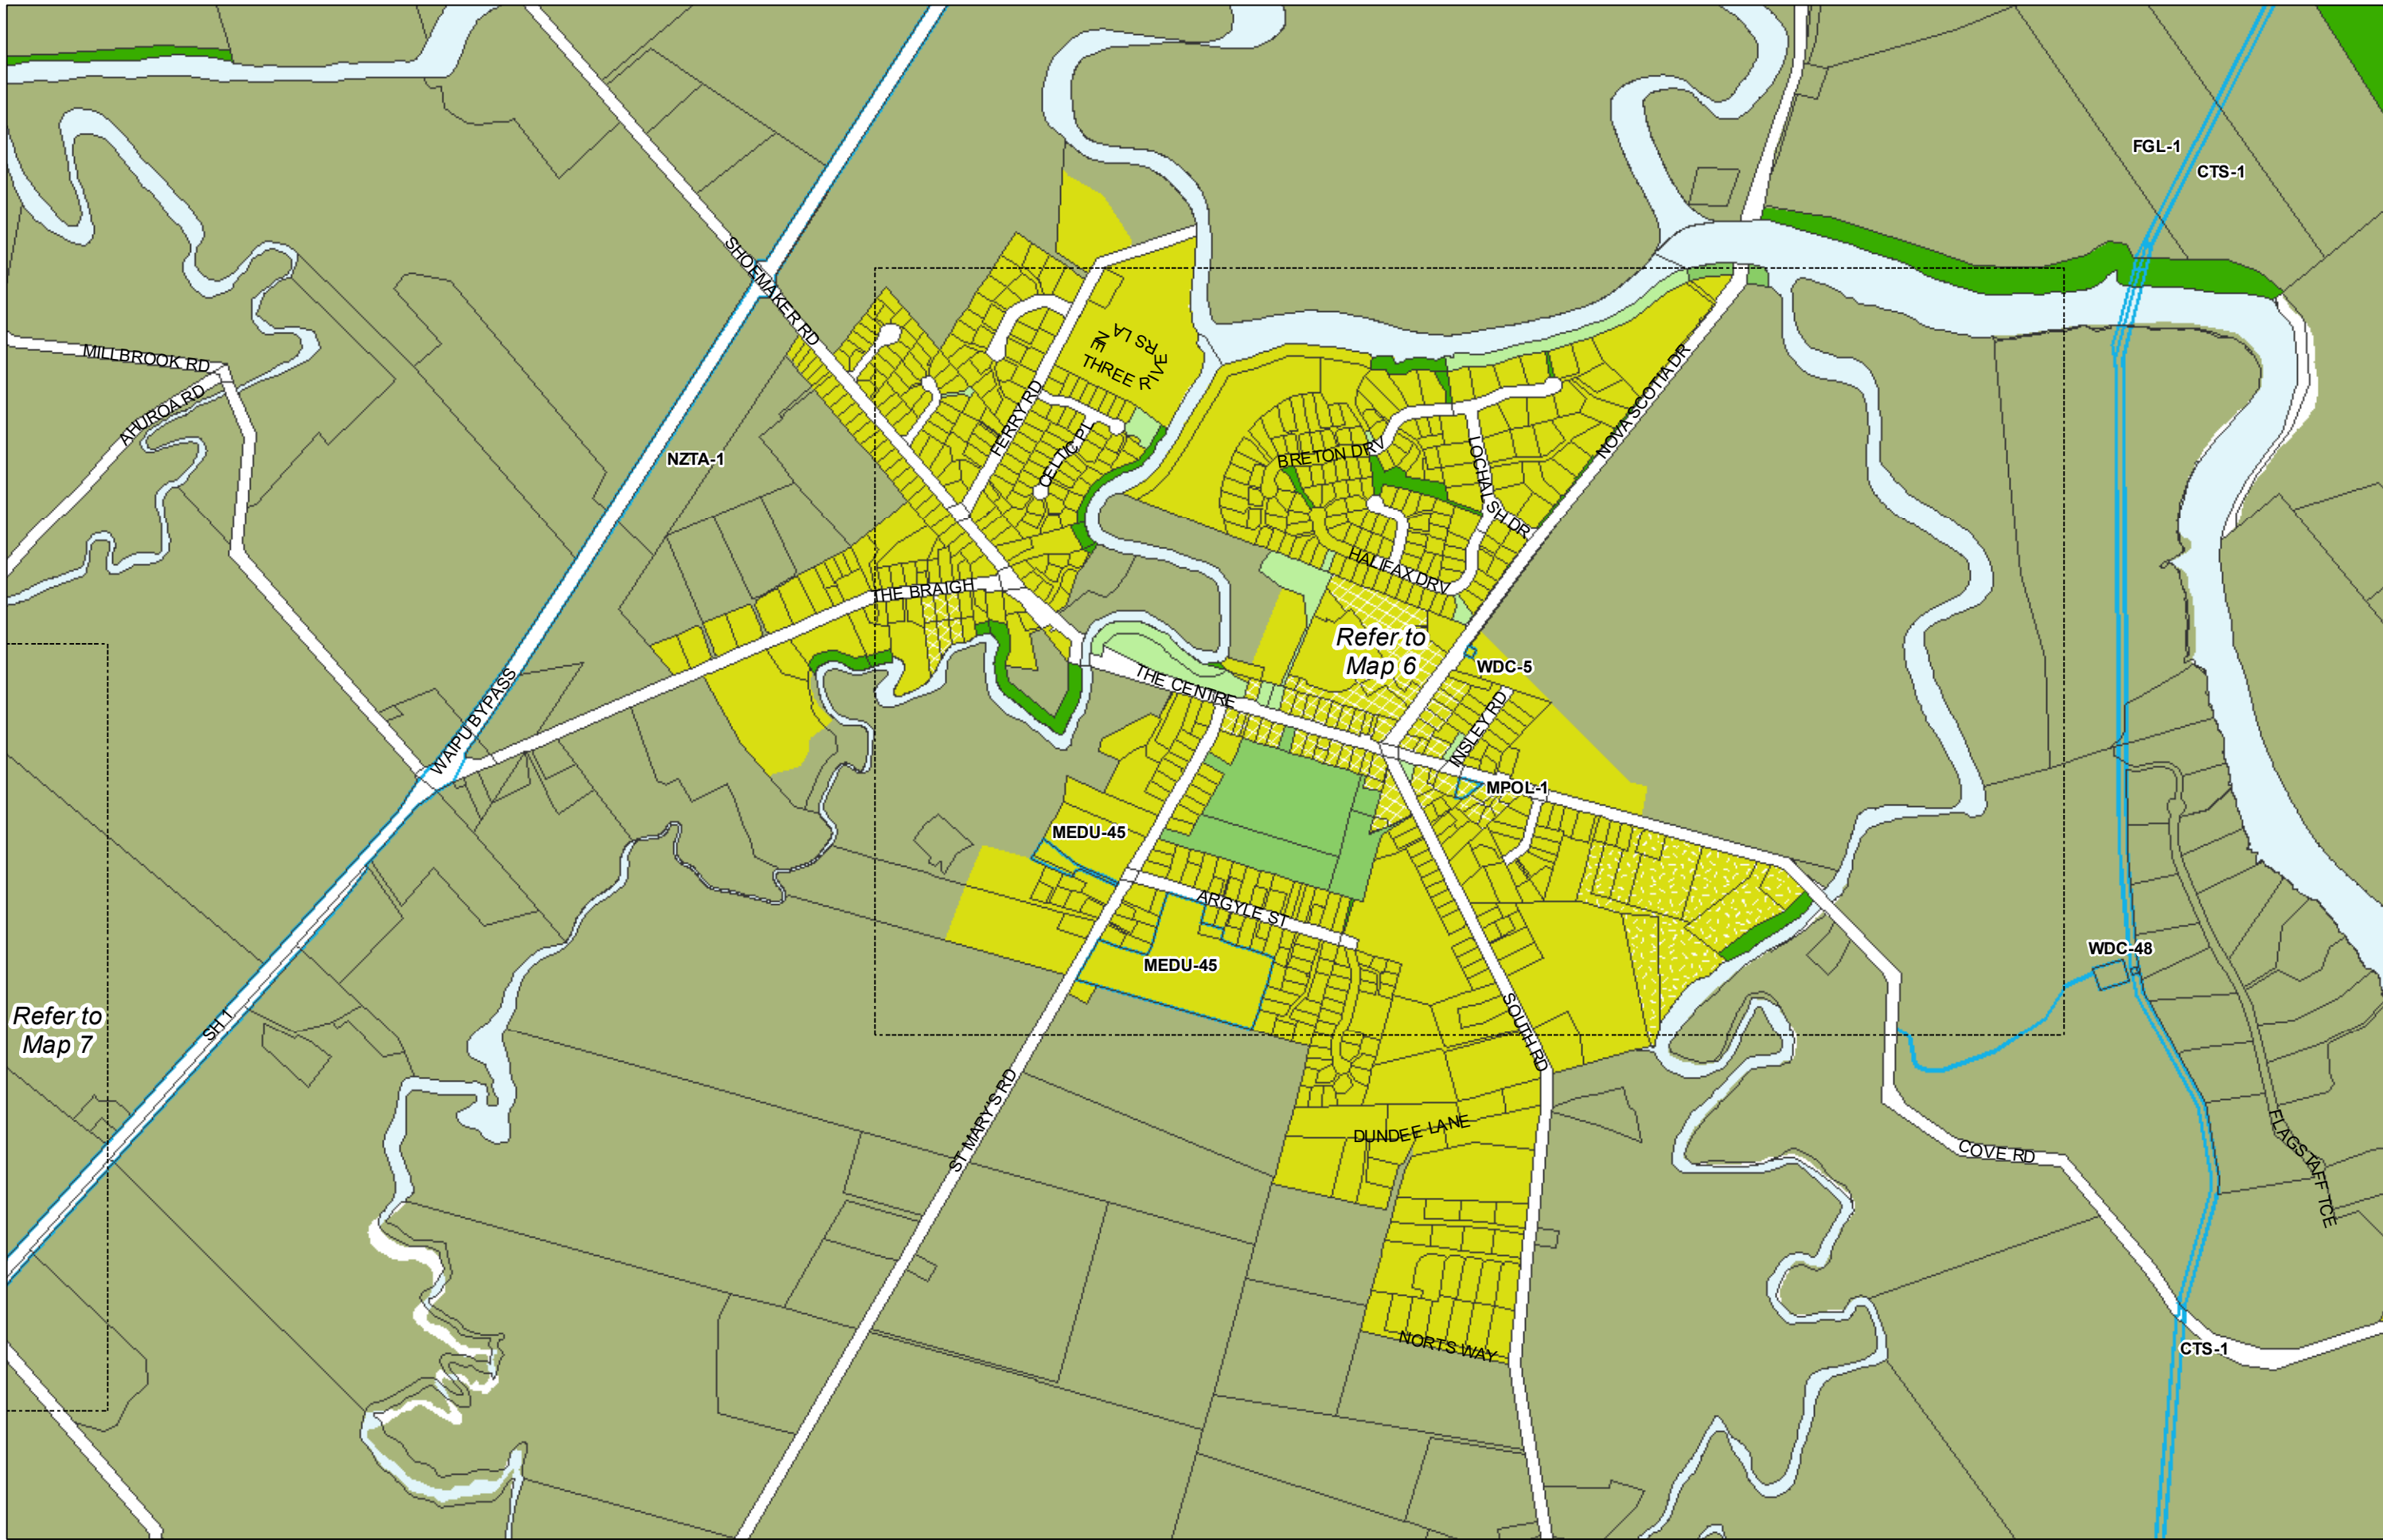 FGL-1
CTS-1
SHOEMAKER RD
MILLBROOK RD
AHUROA RD
NZTA-1
THREE RIVERS LANE
FERRY RD
CELTIC PL
BRETON DRV
LOCHALSH DR
NOVA SCOTIA DR
HALIFAX DRV
THE BRAIGH
Refer to
Map 6
WDC-5
THE CENTRE
INSLEY RD
WAIPU BYPASS
MPOL-1
MEDU-45
ARGYLE ST
MEDU-45
WDC-48
Refer to
Map 7
SH 1
SOUTH RD
ST MARY'S RD
DUNDEE LANE
COVE RD
FLAGSTAFF TCE
NORTS WAY
CTS-1